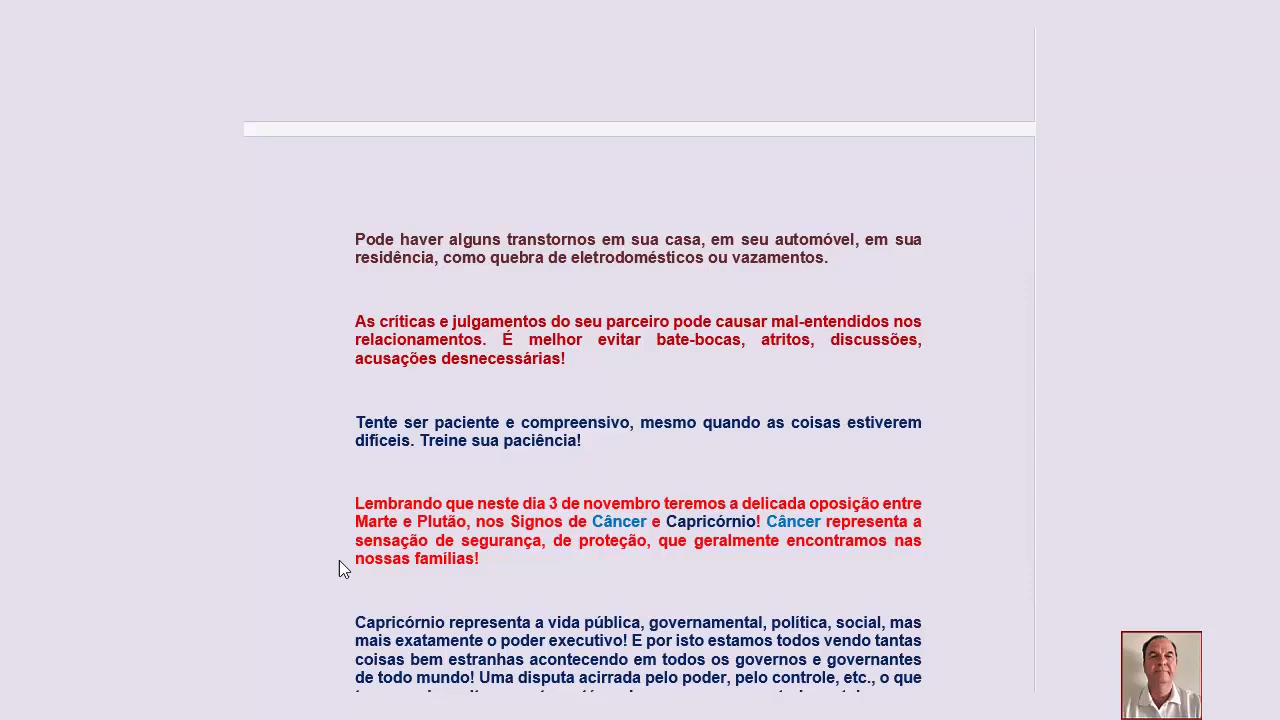 Pode haver alguns transtornos em sua casa, em seu automóvel, em sua
residência, como quebra de eletrodomésticos ou vazamentos.
As críticas e julgamentos do seu parceiro pode causar mal-entendidos nos
relacionamentos. É melhor evitar bate-bocas, atritos, discussões,
acusações desnecessárias!
Tente ser paciente e compreensivo, mesmo quando as coisas estiverem
difíceis. Treine sua paciência!
Lembrando que neste dia 3 de novembro teremos a delicada oposição entre
Marte e Plutão, nos Signos de Câncer e Capricórnio! Câncer representa a
sensação de segurança, de proteção, que geralmente encontramos nas
nossas famílias!
Capricórnio representa a vida pública, governamental, política, social, mas
mais exatamente o poder executivo! E por isto estamos todos vendo tantas
coisas bem estranhas acontecendo em todos os governos e governantes
de todo mundo! Uma disputa acirrada pelo poder, pelo controle, etc., o que